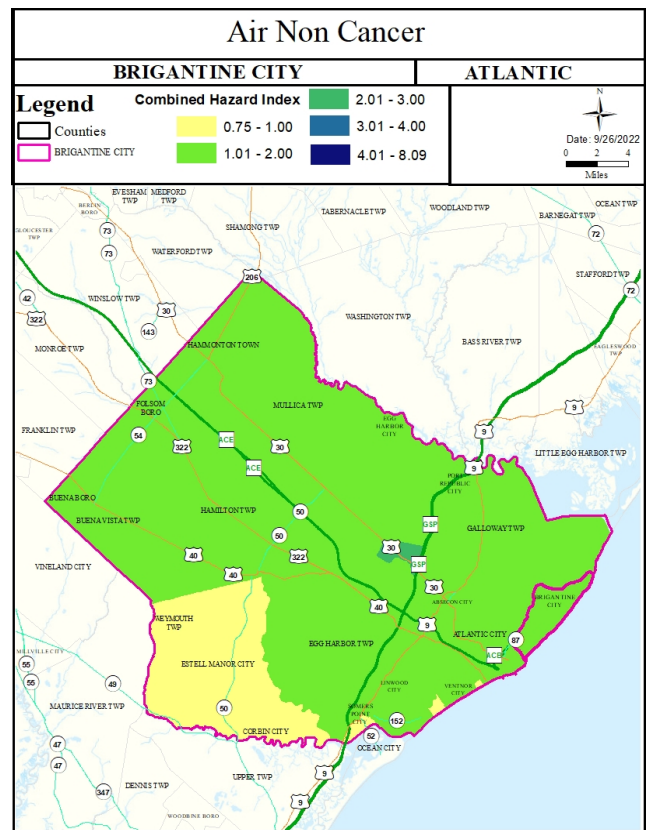 Air Non Cancer
BRIGANTINE CITY
ATLANTIC
Legend
Counties
BRIGANTINE CITY
Combined Hazard Index
0.75 - 1.00
1.01 - 2.00
2.01 - 3.00
3.01 - 4.00
4.01 - 8.09
N
Date: 9/26/2022
0 2 4
Miles
EVESHAM TWP
MEDFORD TWP
BERLIN BORO
TABERNACLE TWP
WOODLAND TWP
OCEAN TWP
BARNEGAT TWP
GLOUCESTER TWP
73
SHAMONG TWP
72
73
WATERFORD TWP
STAFFORD TWP
206
42
WINSLOW TWP
72
322
30
WASHINGTON TWP
143
BASS RIVER TWP
MONROE TWP
HAMMONTON TOWN
EAGLESWOOD TWP
73
FOLSOM BORO
MULLICA TWP
9
FRANKLIN TWP
54
EGG HARBOR CITY
9
322
ACE
30
LITTLE EGG HARBOR TWP
ACE
9
PORT REPUBLIC CITY
BUENA BORO
BUENA VISTA TWP
HAMILTON TWP
50
GSP
GALLOWAY TWP
50
30
40
322
GSP
VINELAND CITY
40
30
BRIGANTINE CITY
40
ABSECON CITY
WEYMOUTH TWP
9
ATLANTIC CITY
87
MILLVILLE CITY
EGG HARBOR TWP
ACE
55
ESTELL MANOR CITY
55
49
LINWOOD CITY
VENTNOR CITY
MAURICE RIVER TWP
50
SOMERS POINT CITY
152
CORBIN CITY
52
47
OCEAN CITY
47
UPPER TWP
9
DENNIS TWP
347
9
WOODBINE BORO